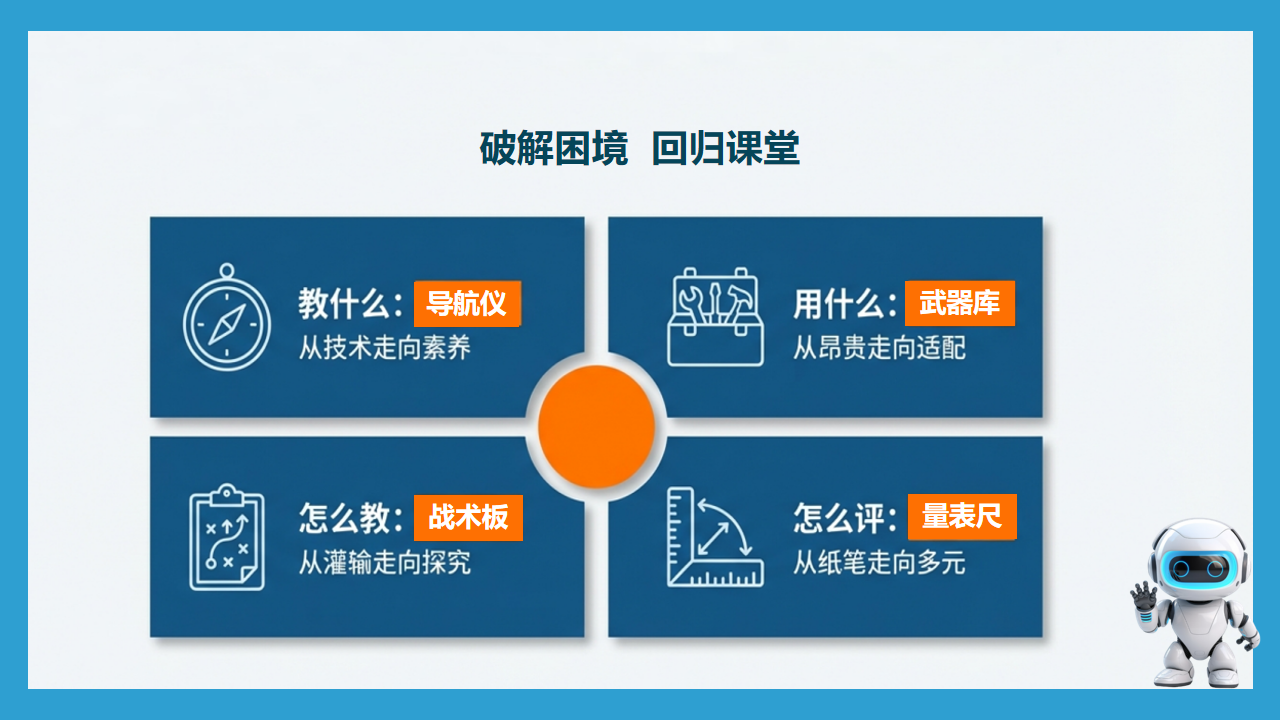 破解困境 回归课堂
教什么：导航仪
从技术走向素养
用什么：武器库
从昂贵走向适配
怎么教：战术板
从灌输走向探究
怎么评：量表尺
从纸笔走向多元